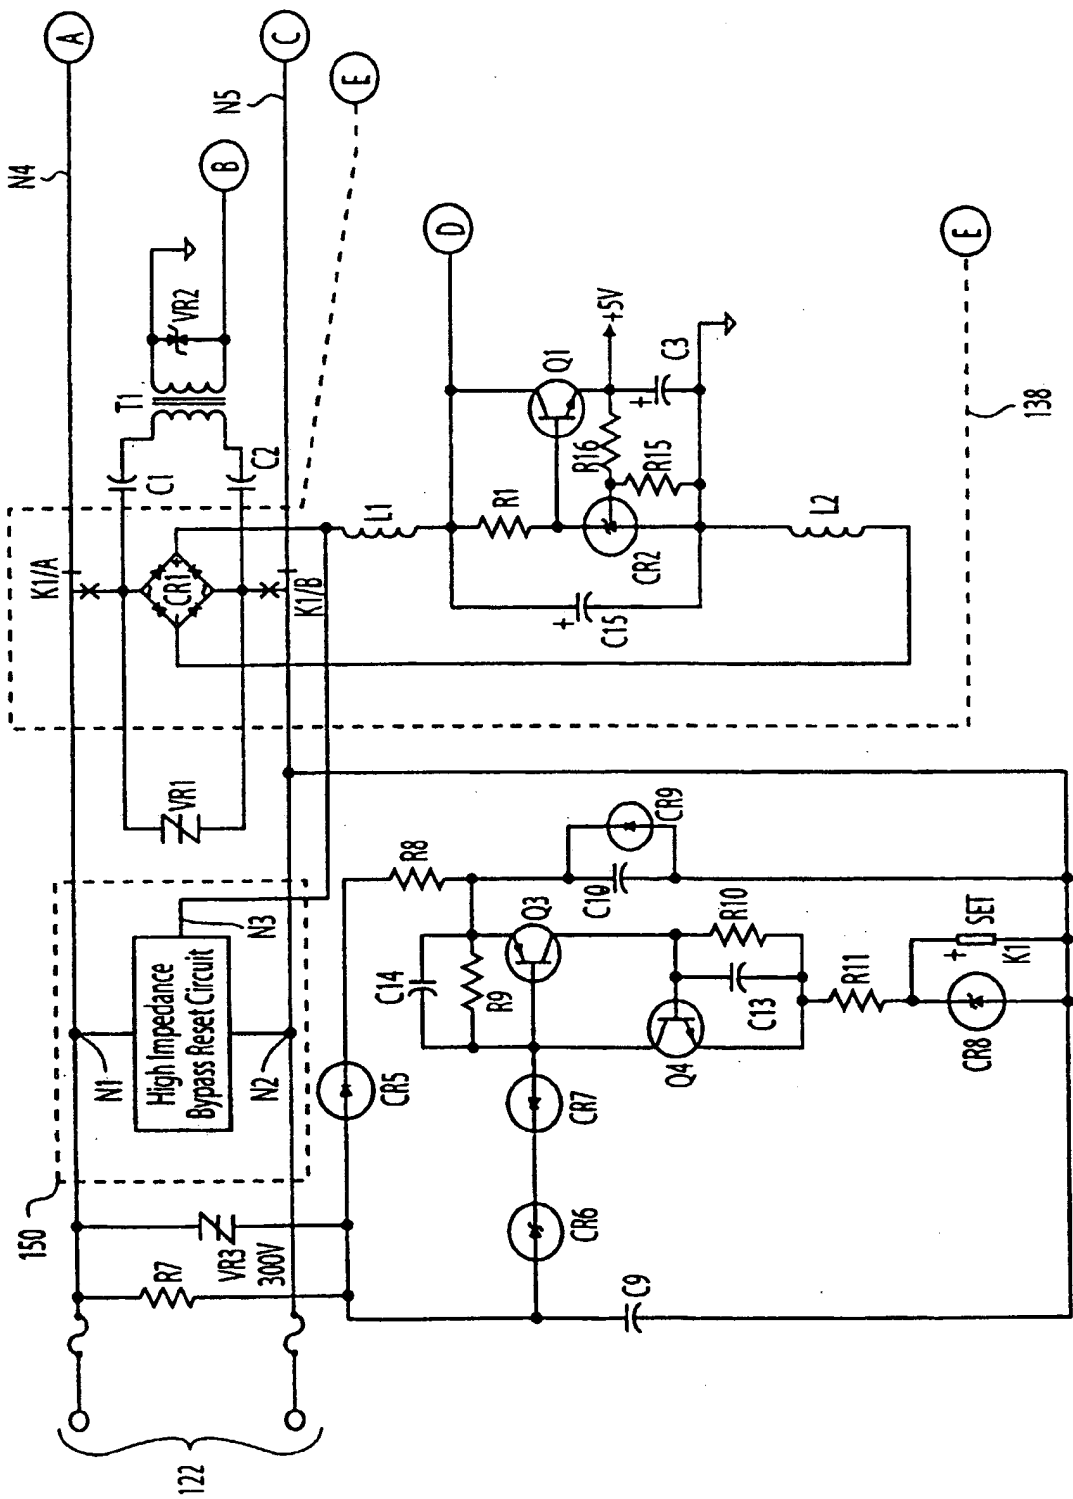 122
150
R7
VR3
300V
N1
High Impedance
Bypass Reset Circuit
N2
N3
VR1
K1/A
CR1
+
-
K1/B
C1
C2
T1
VR2
N4
N5
A
B
C
E
D
E
138
L1
R1
Q1
R16
+5V
+
C3
R15
CR2
+
C15
L2
CR5
R8
C14
R9
Q3
C10
CR9
CR6
CR7
Q4
C13
R10
R11
+
SET
K1
CR8
C9